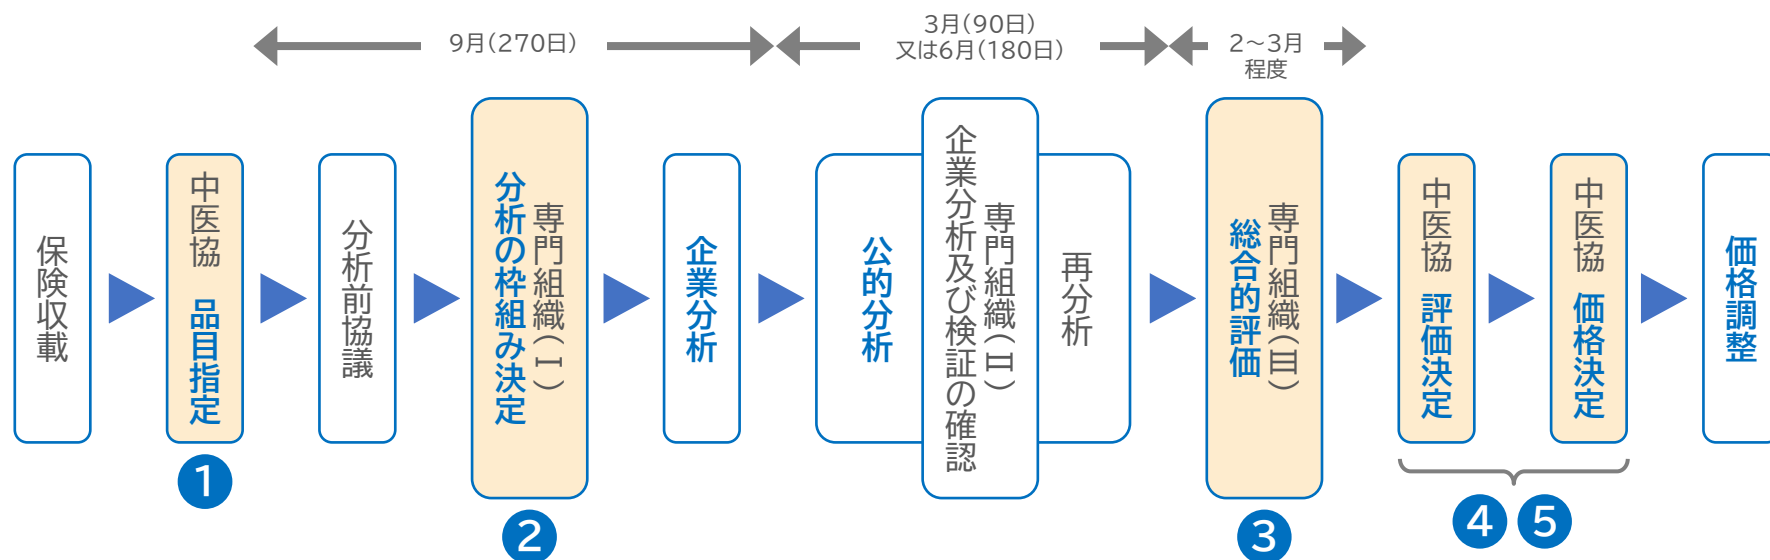 9月(270日)
3月(90日)
又は6月(180日)
2～3月
程度
保険収載
中医協 品目指定
1
分析前協議
専門組織(Ⅰ)
分析の枠組み決定
2
企業分析
公的分析
専門組織(Ⅱ)
企業分析及び検証の確認
再分析
専門組織(Ⅲ)
総合的評価
3
中医協 評価決定
中医協 価格決定
4 5
価格調整